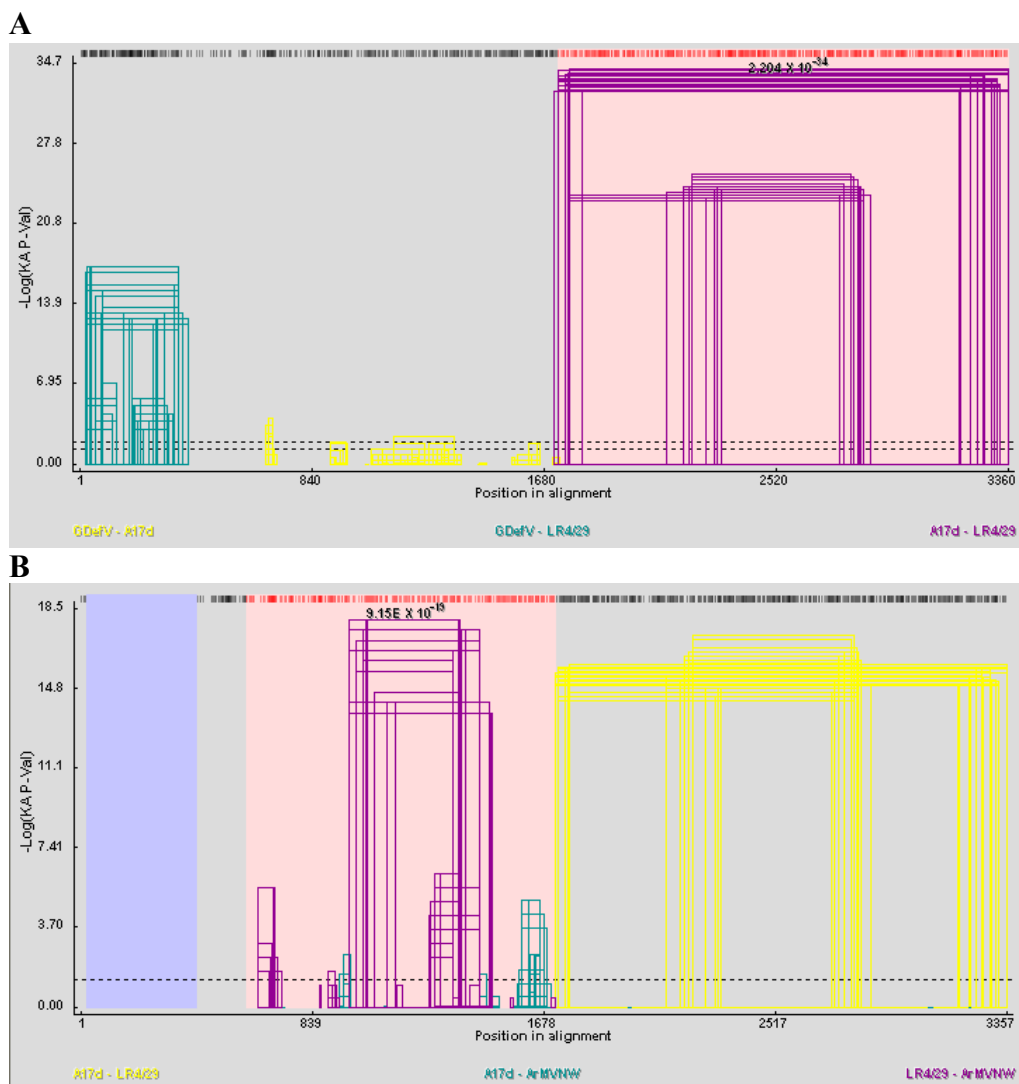 A
34.7
2.204 X 10^-34
27.8
20.8
13.9
6.95
0.00
-Log(KA P-Val)
1 840 1680 2520 3360
Position in alignment
GDefV - A17d GDefV - LR4/29 A17d - LR4/29
B
18.5
9.15E X 10^-19
14.8
11.1
7.41
3.70
0.00
-Log(KA P-Val)
1 839 1678 2517 3357
Position in alignment
A17d - LR4/29 A17d - ArMVNW LR4/29 - ArMVNW